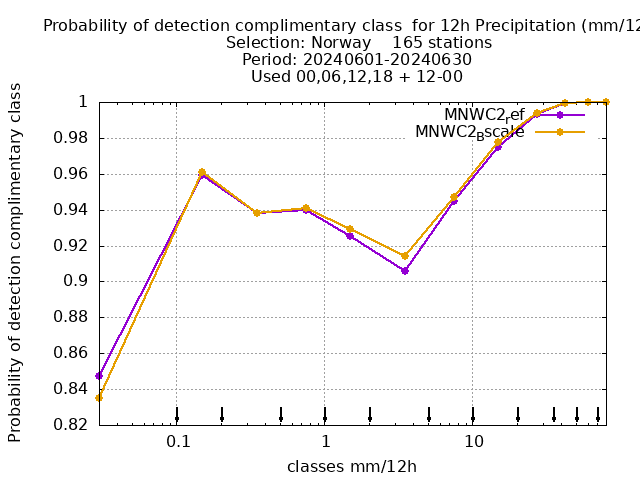 Probability of detection complimentary class  for 12h Precipitation (mm/12
Selection: Norway    165 stations
Period: 20240601-20240630
Used 00,06,12,18 + 12-00
Probability of detection complimentary class
1
0.98
0.96
0.94
0.92
0.9
0.88
0.86
0.84
0.82
MNWC2ref
MNWC2Bscale
0.1
1
10
classes mm/12h